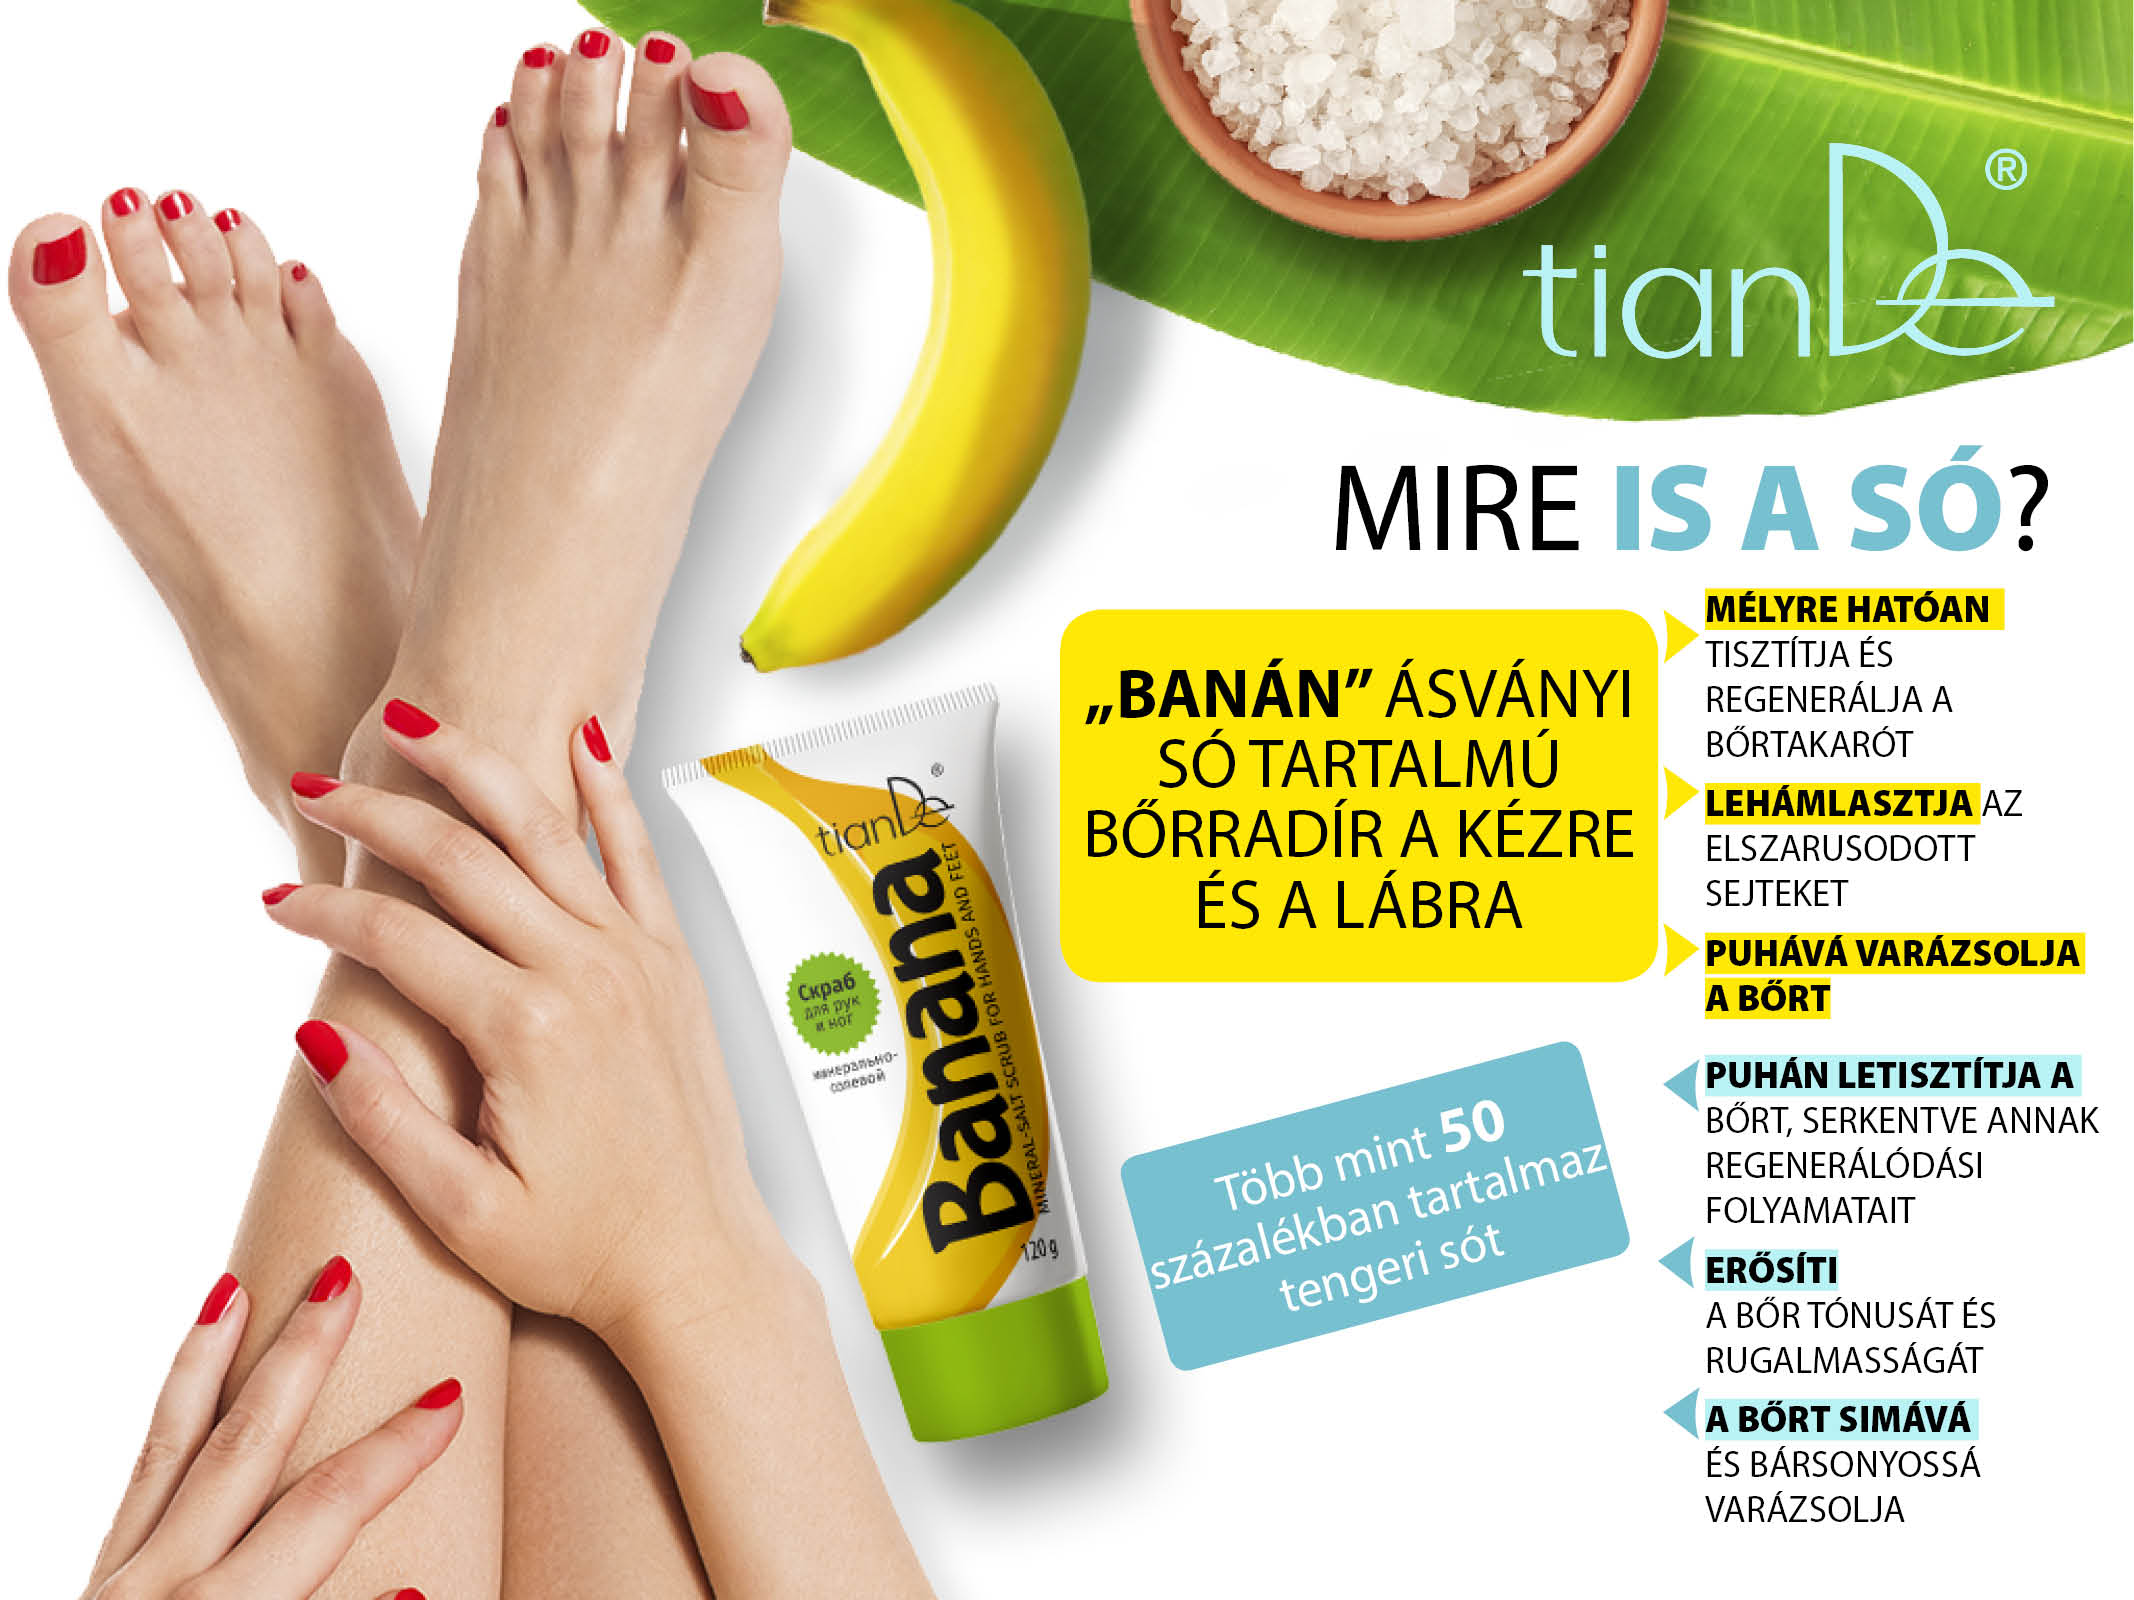 tianDe®
MIRE IS A SÓ?
„BANÁN” ÁSVÁNYI
SÓ TARTALMÚ
BŐRRADÍR A KÉZRE
ÉS A LÁBRA
MÉLYRE HATÓAN
TISZTÍTJA ÉS
REGENERÁLJA A
BŐRTAKARÓT
LEHÁMLASZTJA AZ
ELSZARUSODOTT
SEJTEKET
PUHÁVÁ VARÁZSOLJA
A BŐRT
Több mint 50
százalékban tartalmaz
tengeri sót
PUHÁN LETISZTÍTJA A
BŐRT, SERKENTVE ANNAK
REGENERÁLÓDÁSI
FOLYAMATAIT
ERŐSÍTI
A BŐR TÓNUSÁT ÉS
RUGALMASSÁGÁT
A BŐRT SIMÁVÁ
ÉS BÁRSONYOSSÁ
VARÁZSOLJA
tianDe®
Banana
MINERAL-SALT SCRUB FOR HANDS AND FEET
Скраб
для рук
и ног
минерально-
солевой
120 g